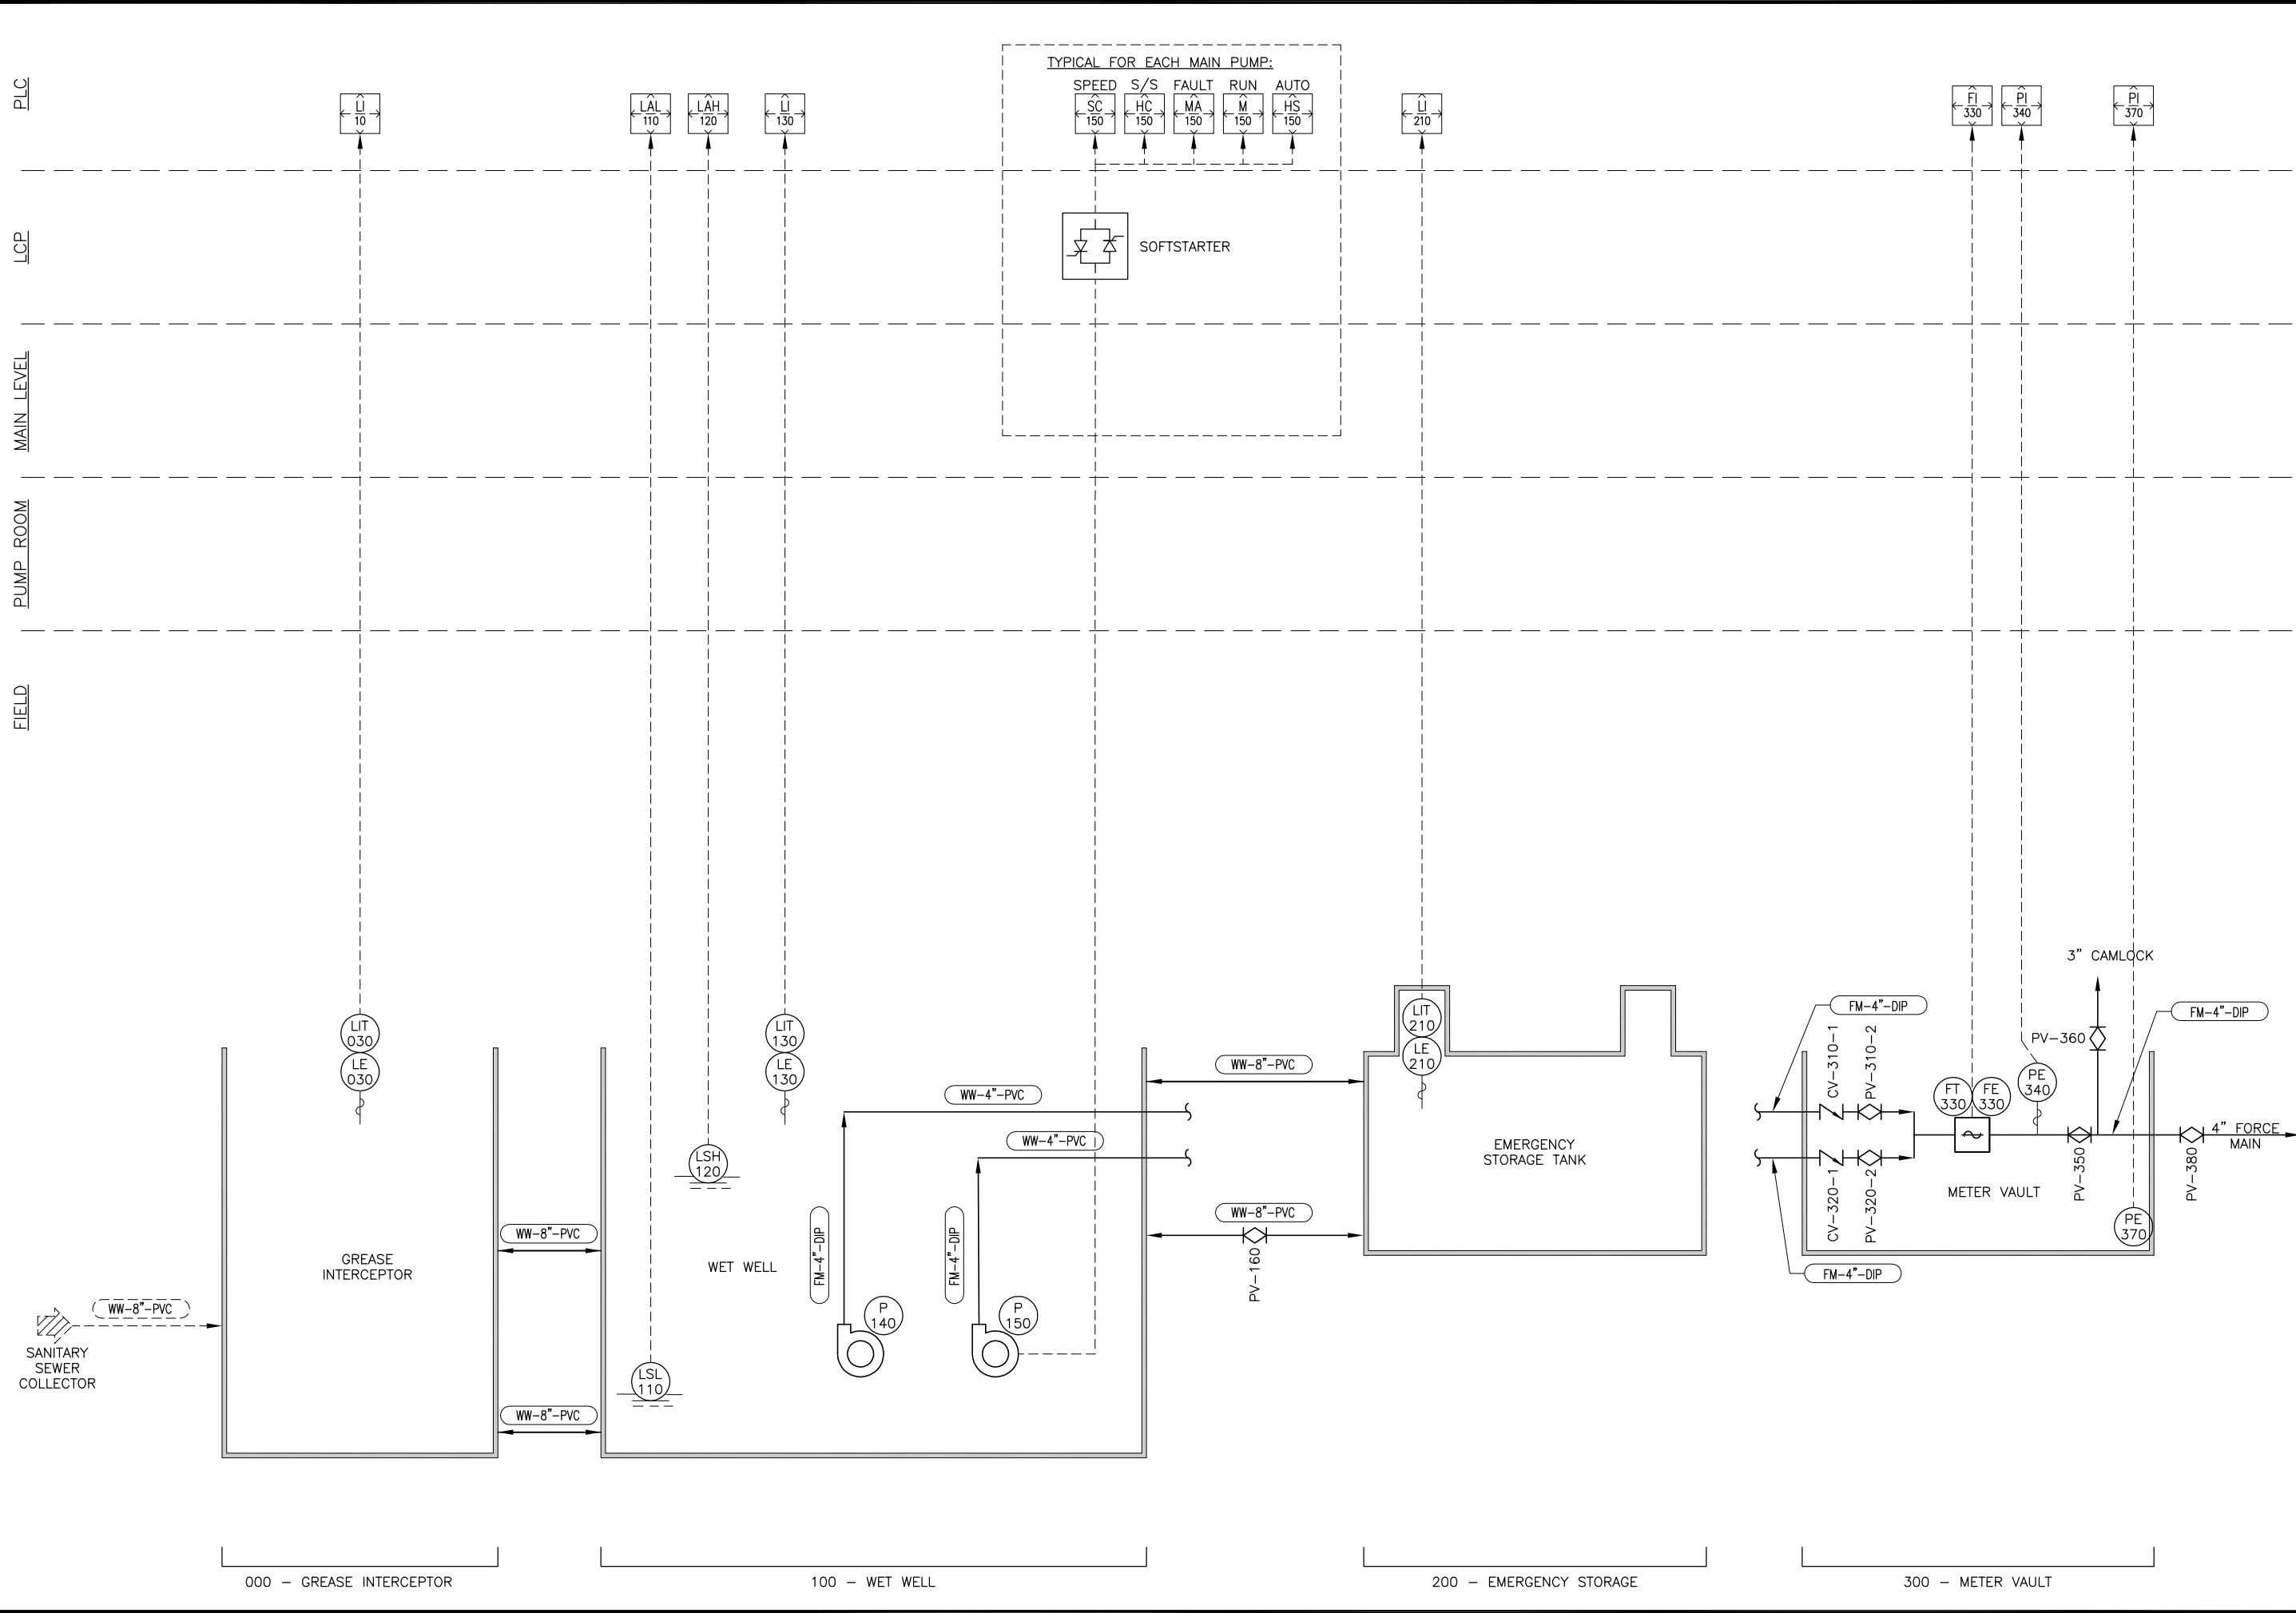 PLC
TYPICAL FOR EACH MAIN PUMP:
SPEED S/S FAULT RUN AUTO
LI
10
LAL
110
LAH
120
LI
130
SC
150
HC
150
MA
150
M
150
HS
150
LI
210
FI
330
PI
340
PI
370
LCP
SOFTSTARTER
MAIN LEVEL
PUMP ROOM
FIELD
LIT
030
LE
030
LIT
130
LE
130
LIT
210
LE
210
LSH
120
LSL
110
GREASE
INTERCEPTOR
WET WELL
SANITARY
SEWER
COLLECTOR
WW-8"-PVC
WW-8"-PVC
WW-8"-PVC
FM-4"-DIP
FM-4"-DIP
P
140
P
150
WW-4"-PVC
WW-4"-PVC
WW-8"-PVC
WW-8"-PVC
PV-160
EMERGENCY
STORAGE TANK
FM-4"-DIP
FM-4"-DIP
CV-310-1
PV-310-2
CV-320-1
PV-320-2
FT
330
FE
330
PE
340
METER VAULT
PV-350
PV-360
3" CAMLOCK
FM-4"-DIP
PE
370
PV-380
4" FORCE
MAIN
000 - GREASE INTERCEPTOR
100 - WET WELL
200 - EMERGENCY STORAGE
300 - METER VAULT